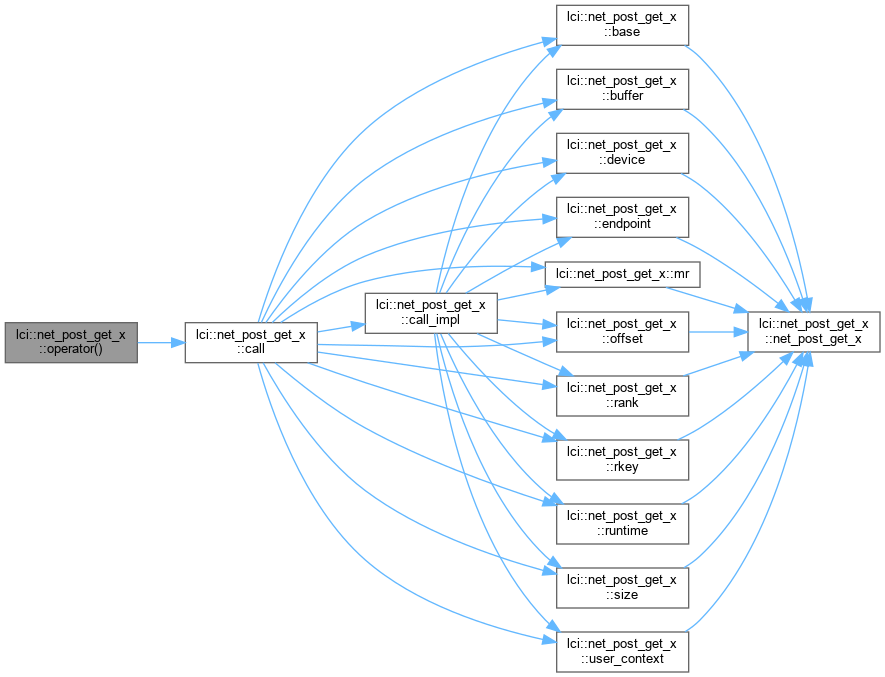 lci::net_post_get_x
::operator()
lci::net_post_get_x
::call
lci::net_post_get_x
::call_impl
lci::net_post_get_x
::base
lci::net_post_get_x
::buffer
lci::net_post_get_x
::device
lci::net_post_get_x
::endpoint
lci::net_post_get_x::mr
lci::net_post_get_x
::offset
lci::net_post_get_x
::rank
lci::net_post_get_x
::rkey
lci::net_post_get_x
::runtime
lci::net_post_get_x
::size
lci::net_post_get_x
::user_context
lci::net_post_get_x
::net_post_get_x